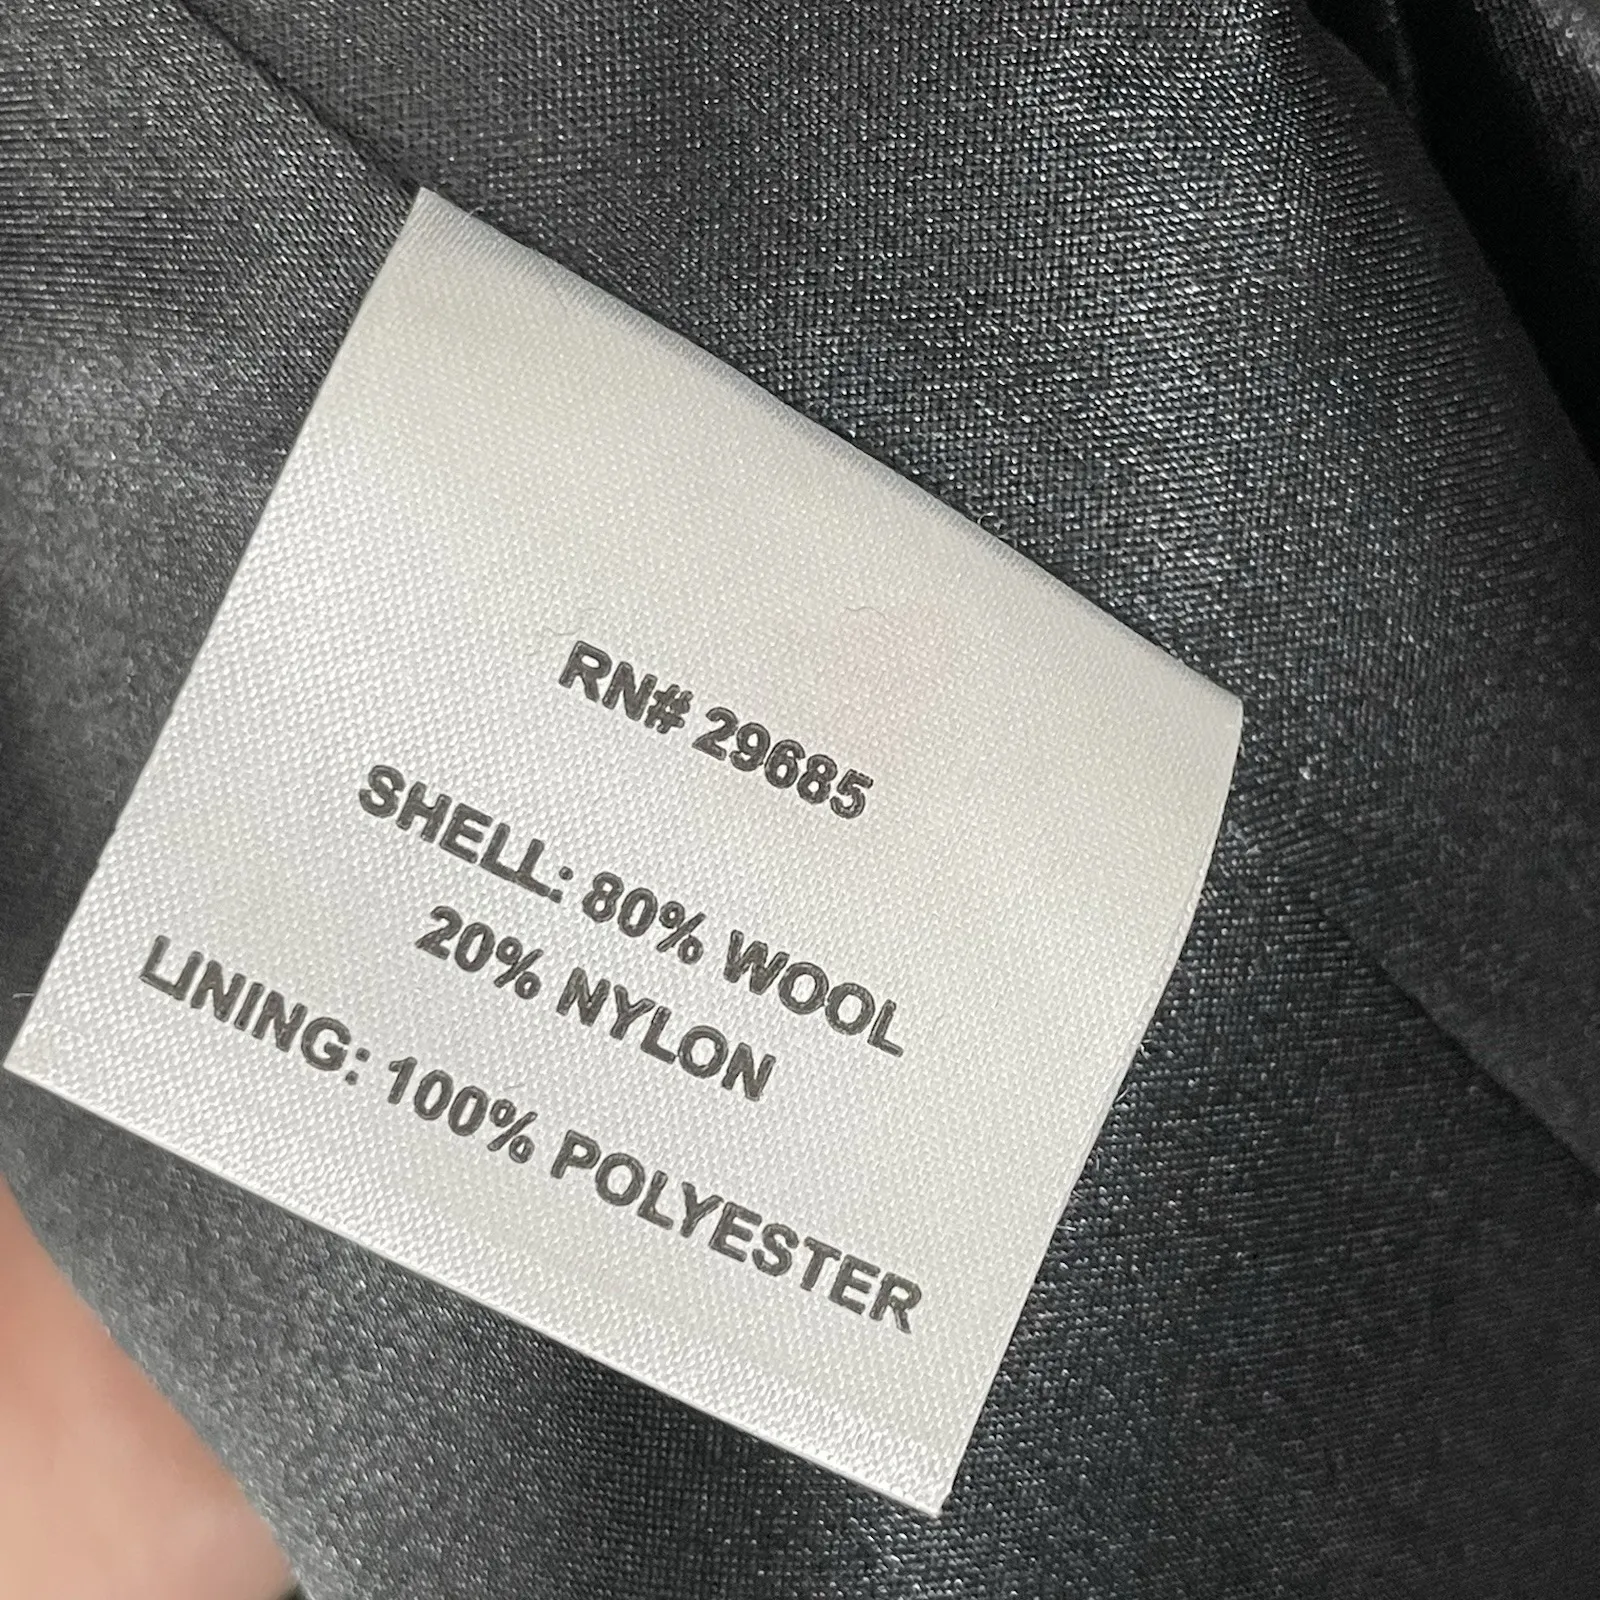 RN# 29685
SHELL: 80% WOOL
20% NYLON
LINING: 100% POLYESTER